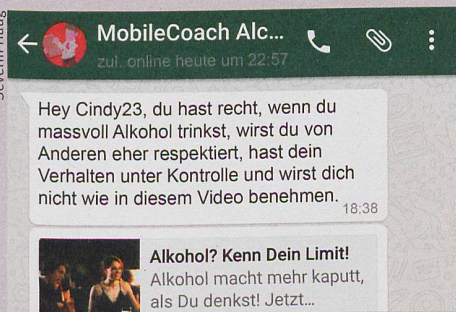 MobileCoach Alc...
zul. online heute um 22:57
Hey Cindy23, du hast recht, wenn du
massvoll Alkohol trinkst, wirst du von
Anderen eher respektiert, hast dein
Verhalten unter Kontrolle und wirst dich
nicht wie in diesem Video benehmen.
18:38
Alkohol? Kenn Dein Limit!
Alkohol macht mehr kaputt,
als Du denkst! Jetzt...